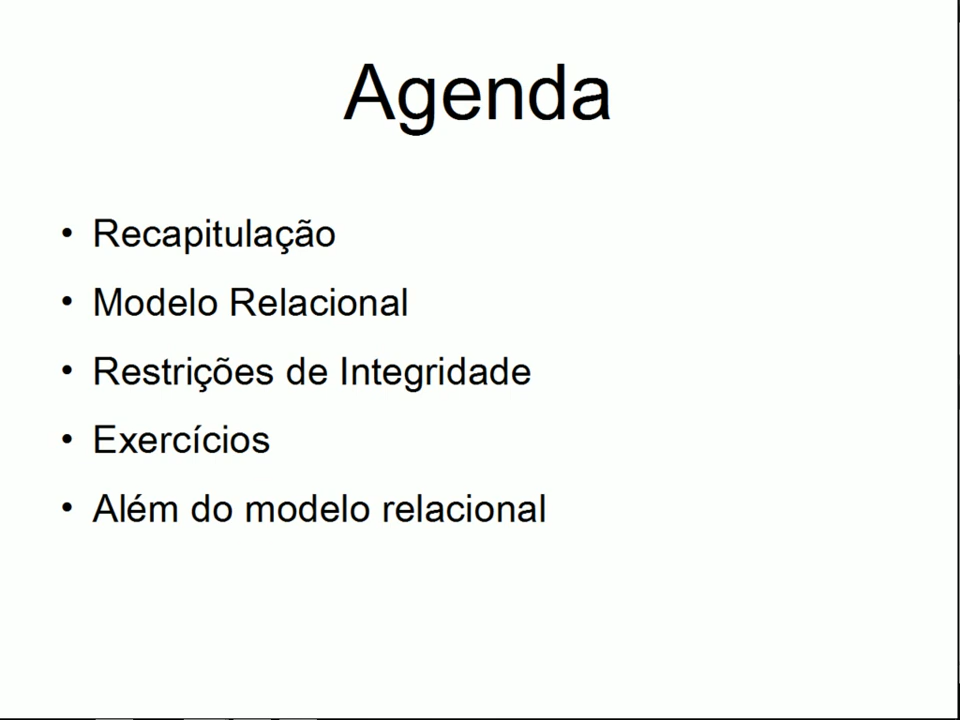 Agenda
• Recapitulação
• Modelo Relacional
• Restrições de Integridade
• Exercícios
• Além do modelo relacional